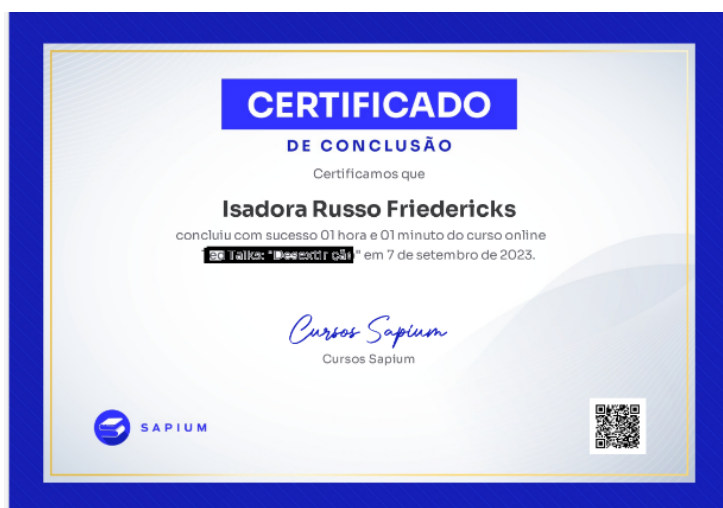 CERTIFICADO
DE CONCLUSÃO
Certificamos que
Isadora Russo Friedericks
concluiu com sucesso 01 hora e 01 minuto do curso online
Talks: " " em 7 de setembro de 2023.
Cursos Sapium
Cursos Sapium
SAPIUM